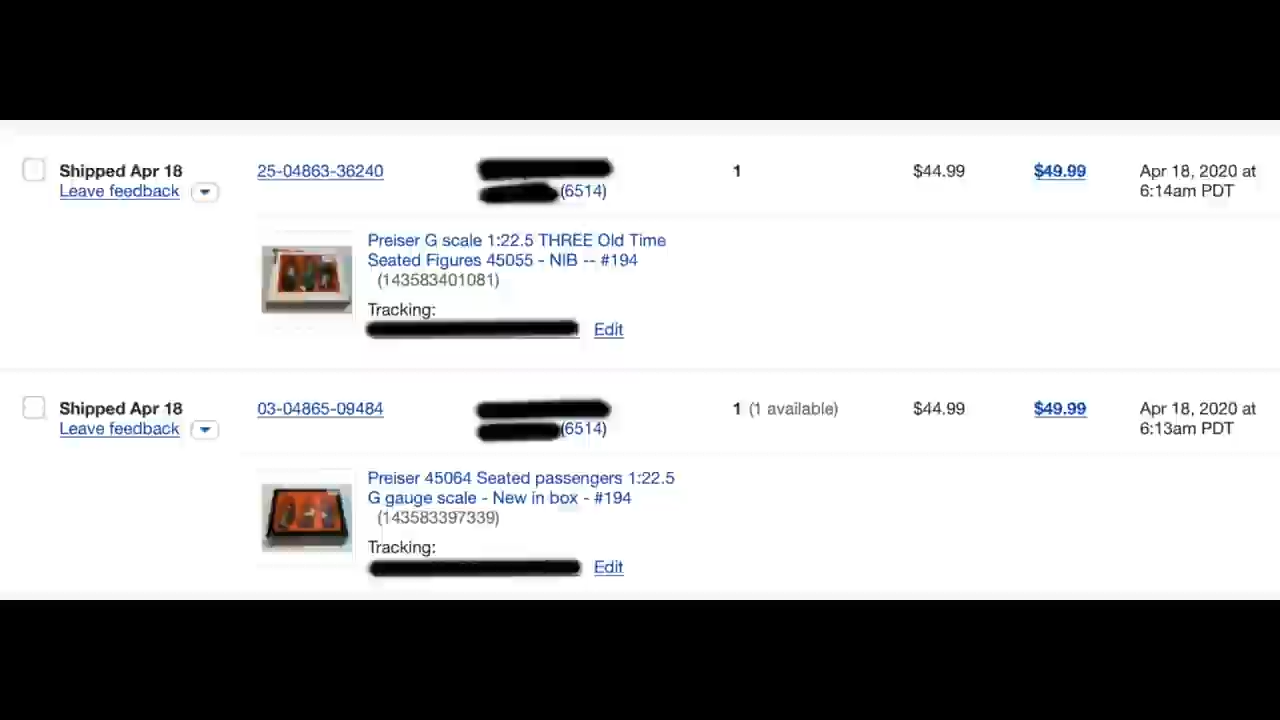 Shipped Apr 18 25-04863-36240 1 $44.99 $49.99 Apr 18, 2020 at
Leave feedback (6514) 6:14am PDT
Preiser G scale 1:22.5 THREE Old Time
Seated Figures 45055 - NIB -- #194
(143583401081)
Tracking:
Edit
Shipped Apr 18 03-04865-09484 1 (1 available) $44.99 $49.99 Apr 18, 2020 at
Leave feedback (6514) 6:13am PDT
Preiser 45064 Seated passengers 1:22.5
G gauge scale - New in box - #194
(143583397339)
Tracking:
Edit